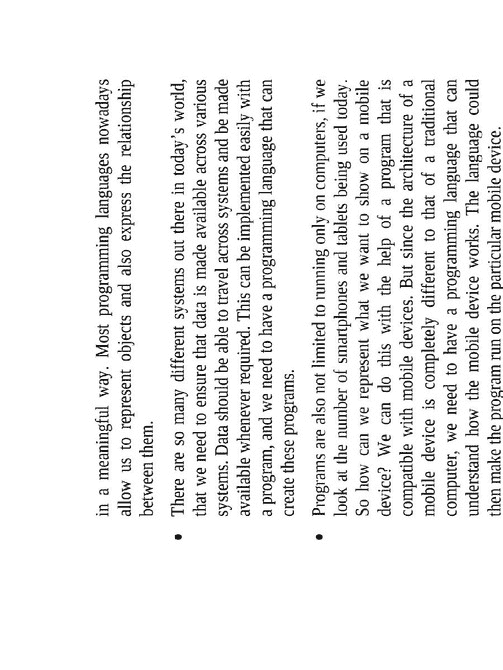 in a meaningful way. Most programming languages nowadays
allow us to represent objects and also express the relationship
between them.
• There are so many different systems out there in today's world,
that we need to ensure that data is made available across various
systems. Data should be able to travel across systems and be made
available whenever required. This can be implemented easily with
a program, and we need to have a programming language that can
create these programs.
• Programs are also not limited to running only on computers, if we
look at the number of smartphones and tablets being used today.
So how can we represent what we want to show on a mobile
device? We can do this with the help of a program that is
compatible with mobile devices. But since the architecture of a
mobile device is completely different to that of a traditional
computer, we need to have a programming language that can
understand how the mobile device works. The language could
then make the program run on the particular mobile device.